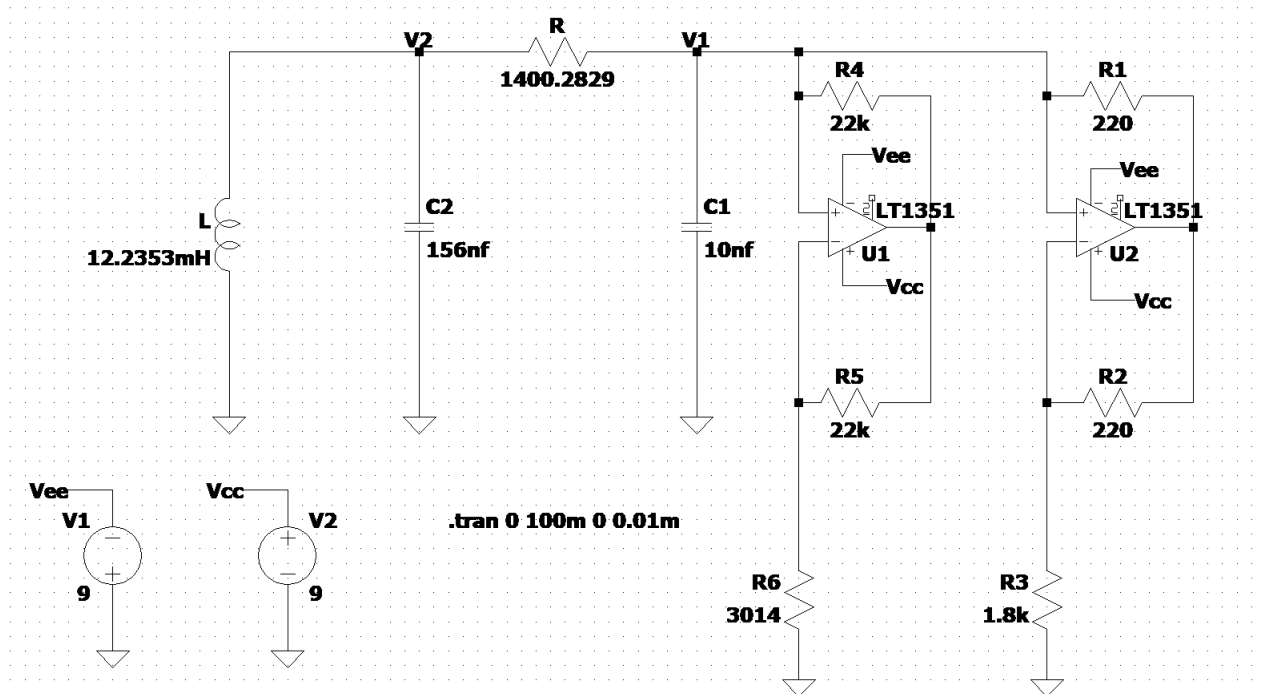 R
V2
V1
1400.2829
R4
22k
R1
220
Vee
Vee
L
12.2353mH
C2
156nf
C1
10nf
LT1351
U1
LT1351
U2
Vcc
Vcc
R5
22k
R2
220
Vee
V1
9
Vcc
V2
9
.tran 0 100m 0 0.01m
R6
3014
R3
1.8k